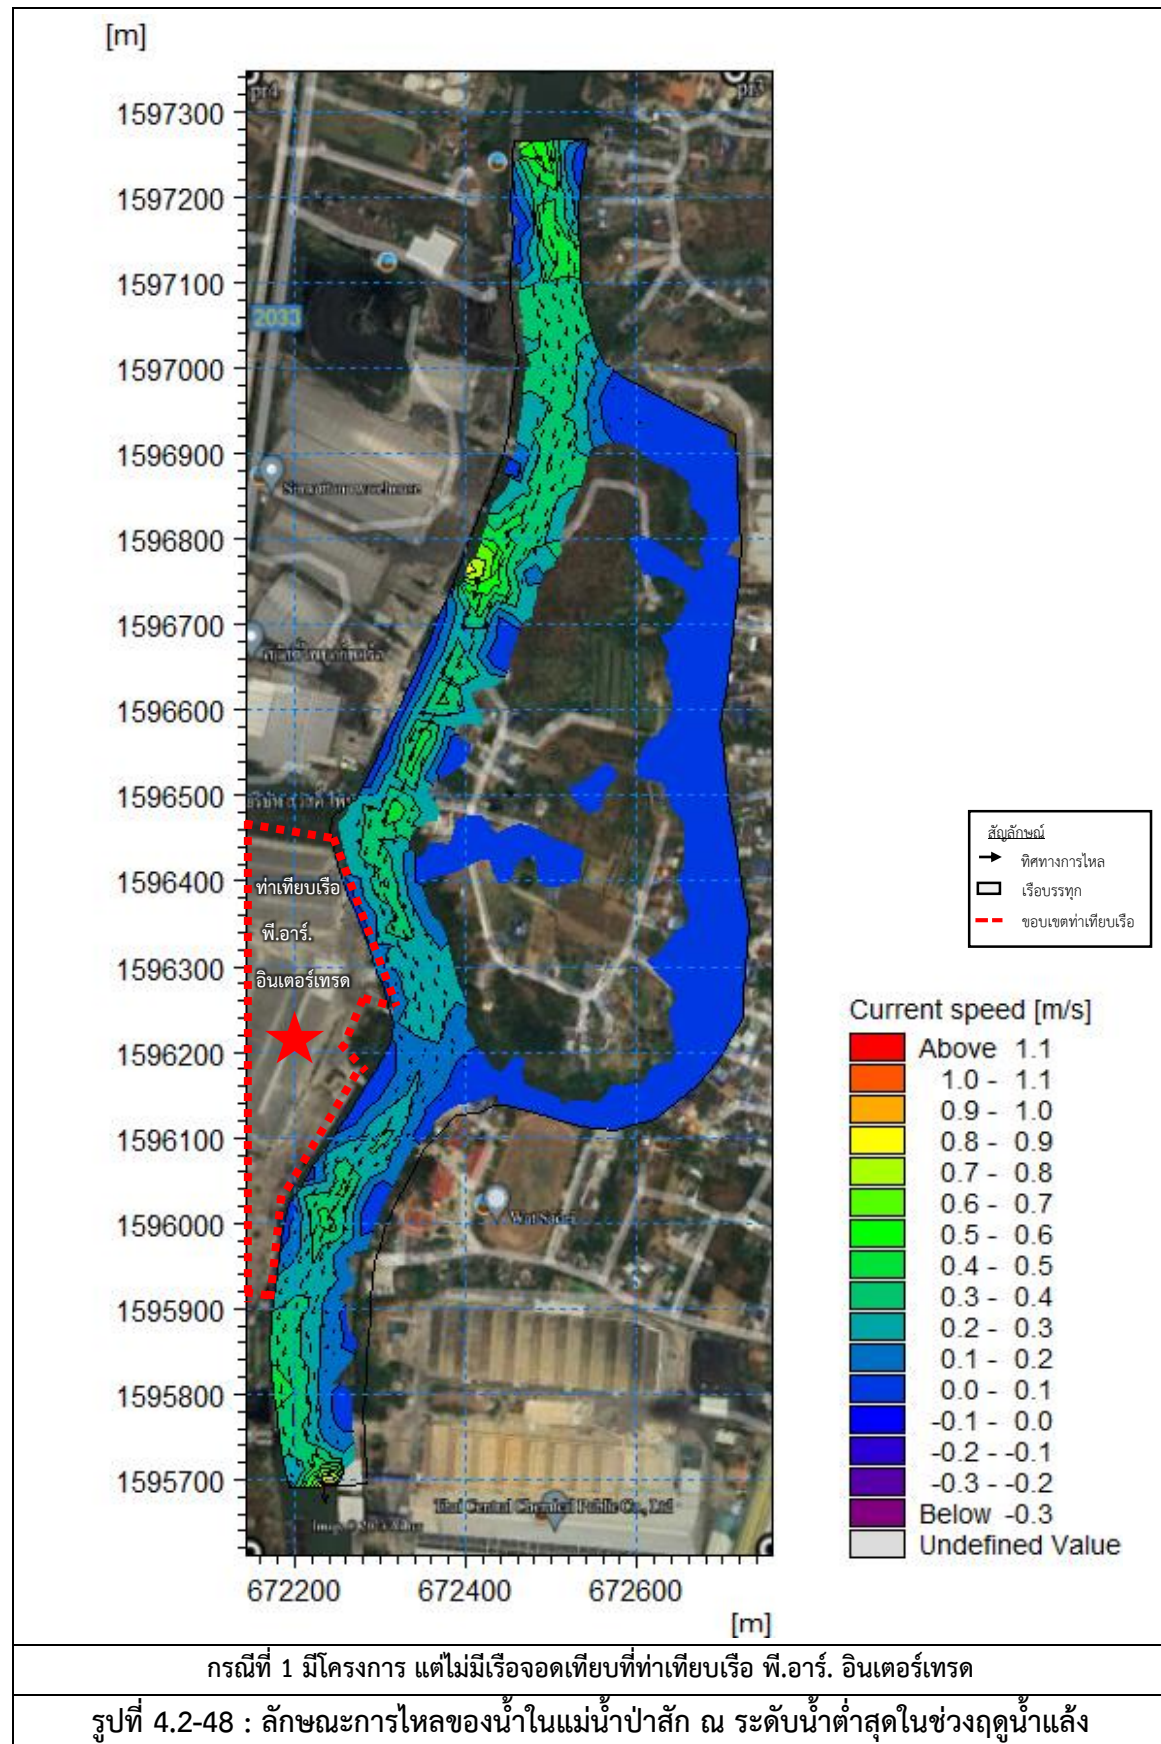 [m]
pr4
pr3
1597300
1597200
1597100
2033
1597000
1596900
1596800
1596700
1596600
1596500
ท่าเทียบเรือ
1596400
พี.อาร์.
อินเตอร์เทรด
1596300
1596200
1596100
1596000
1595900
1595800
1595700
Thai Central Chemical Public Co., Ltd
672200
672400
672600
[m]
สัญลักษณ์
ทิศทางการไหล
เรือบรรทุก
ขอบเขตท่าเทียบเรือ
Current speed [m/s]
Above 1.1
1.0 - 1.1
0.9 - 1.0
0.8 - 0.9
0.7 - 0.8
0.6 - 0.7
0.5 - 0.6
0.4 - 0.5
0.3 - 0.4
0.2 - 0.3
0.1 - 0.2
0.0 - 0.1
-0.1 - 0.0
-0.2 - -0.1
-0.3 - -0.2
Below -0.3
Undefined Value
กรณีที่ 1 มีโครงการ แต่ไม่มีเรือจอดเทียบที่ท่าเทียบเรือ พี.อาร์. อินเตอร์เทรด
รูปที่ 4.2-48 : ลักษณะการไหลของน้ำในแม่น้ำป่าสัก ณ ระดับน้ำต่ำสุดในช่วงฤดูน้ำแล้ง